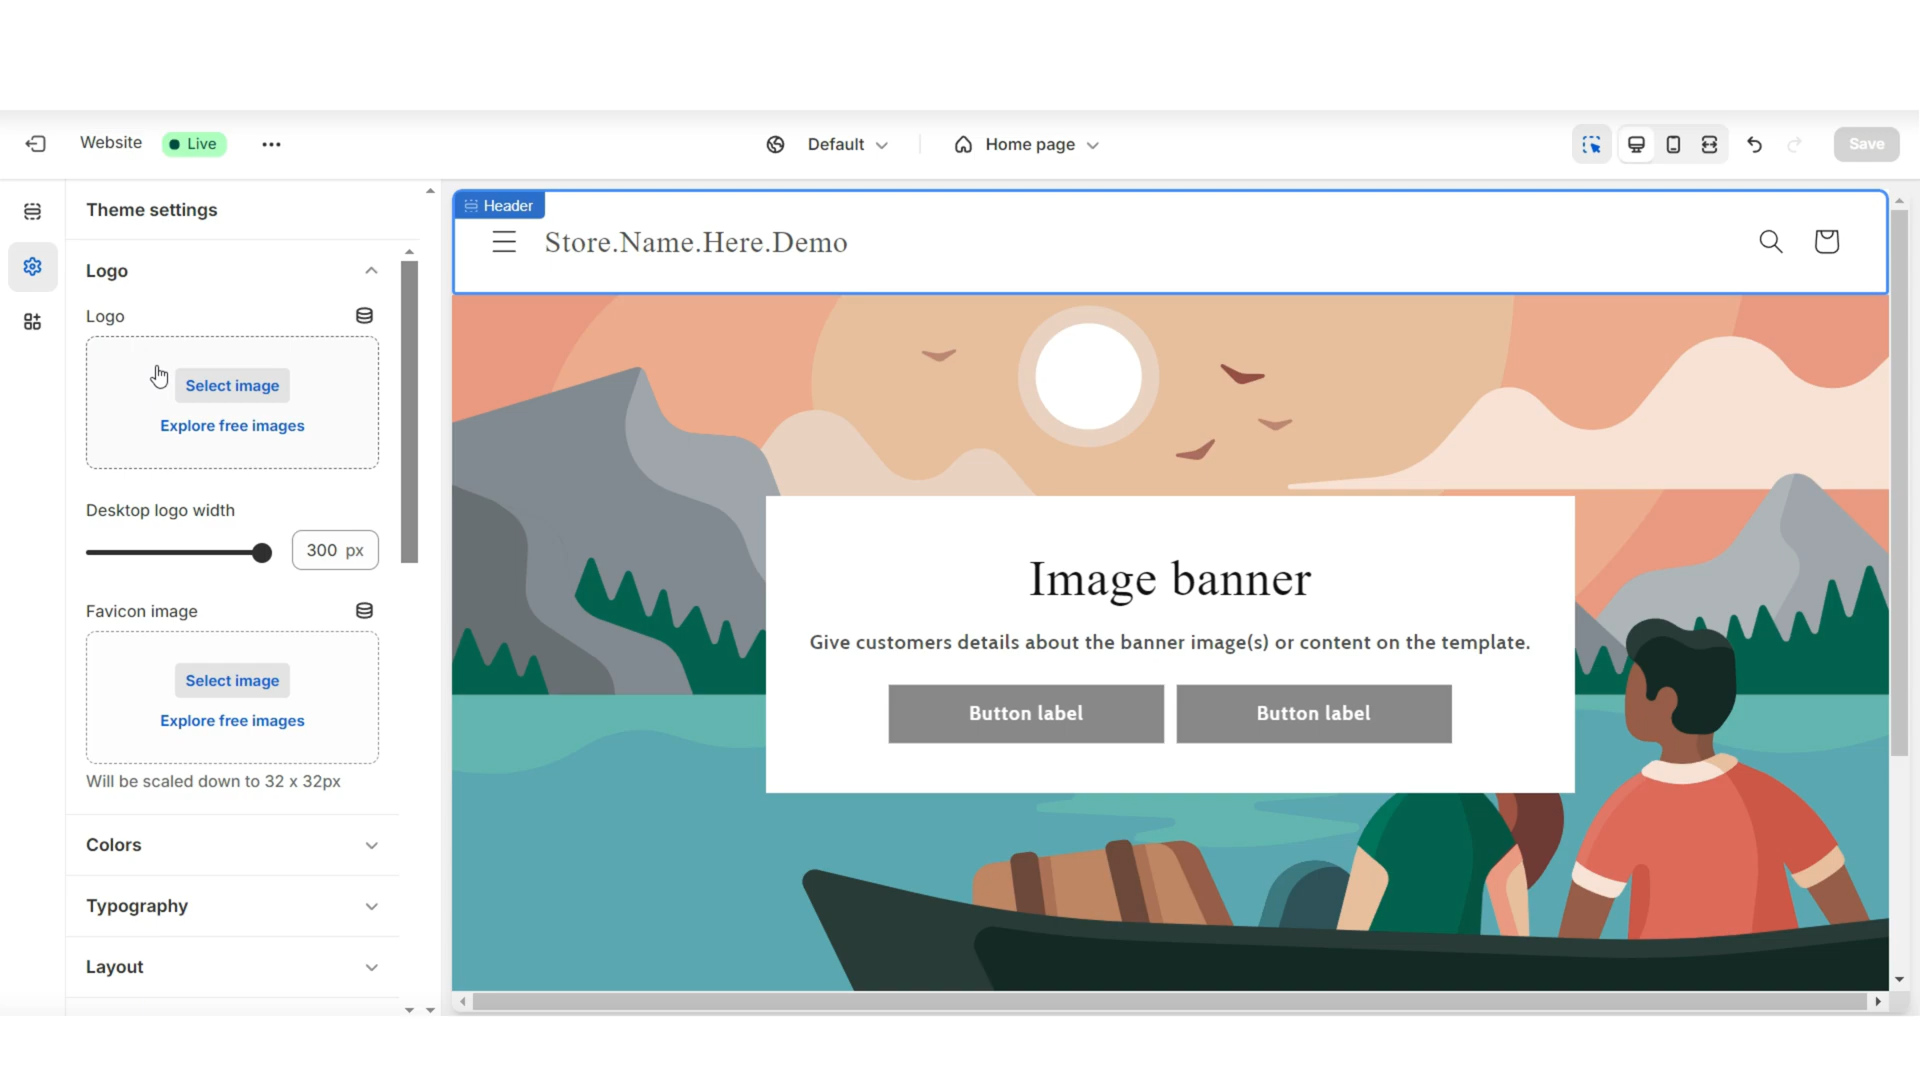 Website
Live
Default
Home page
Save
Theme settings
Logo
Logo
Select image
Explore free images
Desktop logo width
300 px
Favicon image
Select image
Explore free images
Will be scaled down to 32 x 32px
Colors
Typography
Layout
Header
Store.Name.Here.Demo
Image banner
Give customers details about the banner image(s) or content on the template.
Button label
Button label